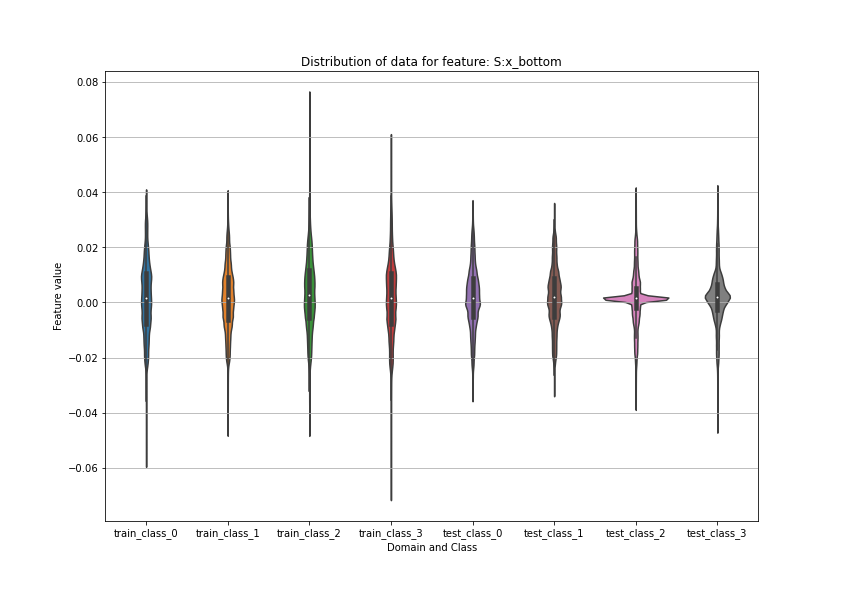 Distribution of data for feature: S:x_bottom
0.08
0.06
0.04
0.02
0.00
−0.02
−0.04
−0.06
Feature value
train_class_0 train_class_1 train_class_2 train_class_3 test_class_0 test_class_1 test_class_2 test_class_3
Domain and Class